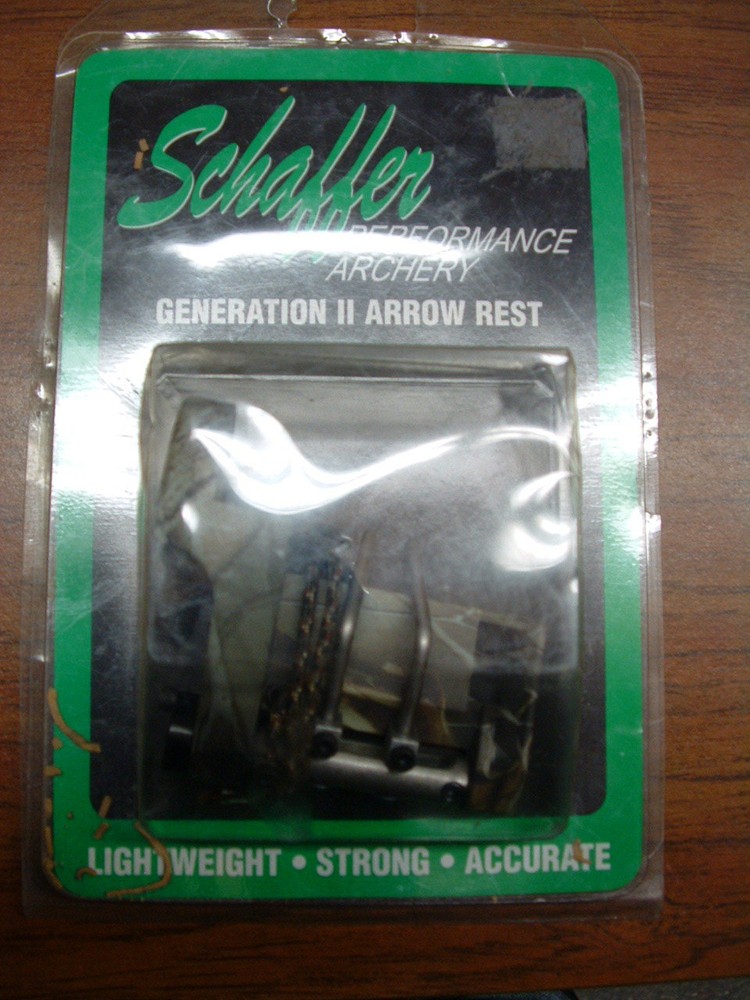 Schaffer
PERFORMANCE
ARCHERY
GENERATION II ARROW REST
LIGHTWEIGHT • STRONG • ACCURATE